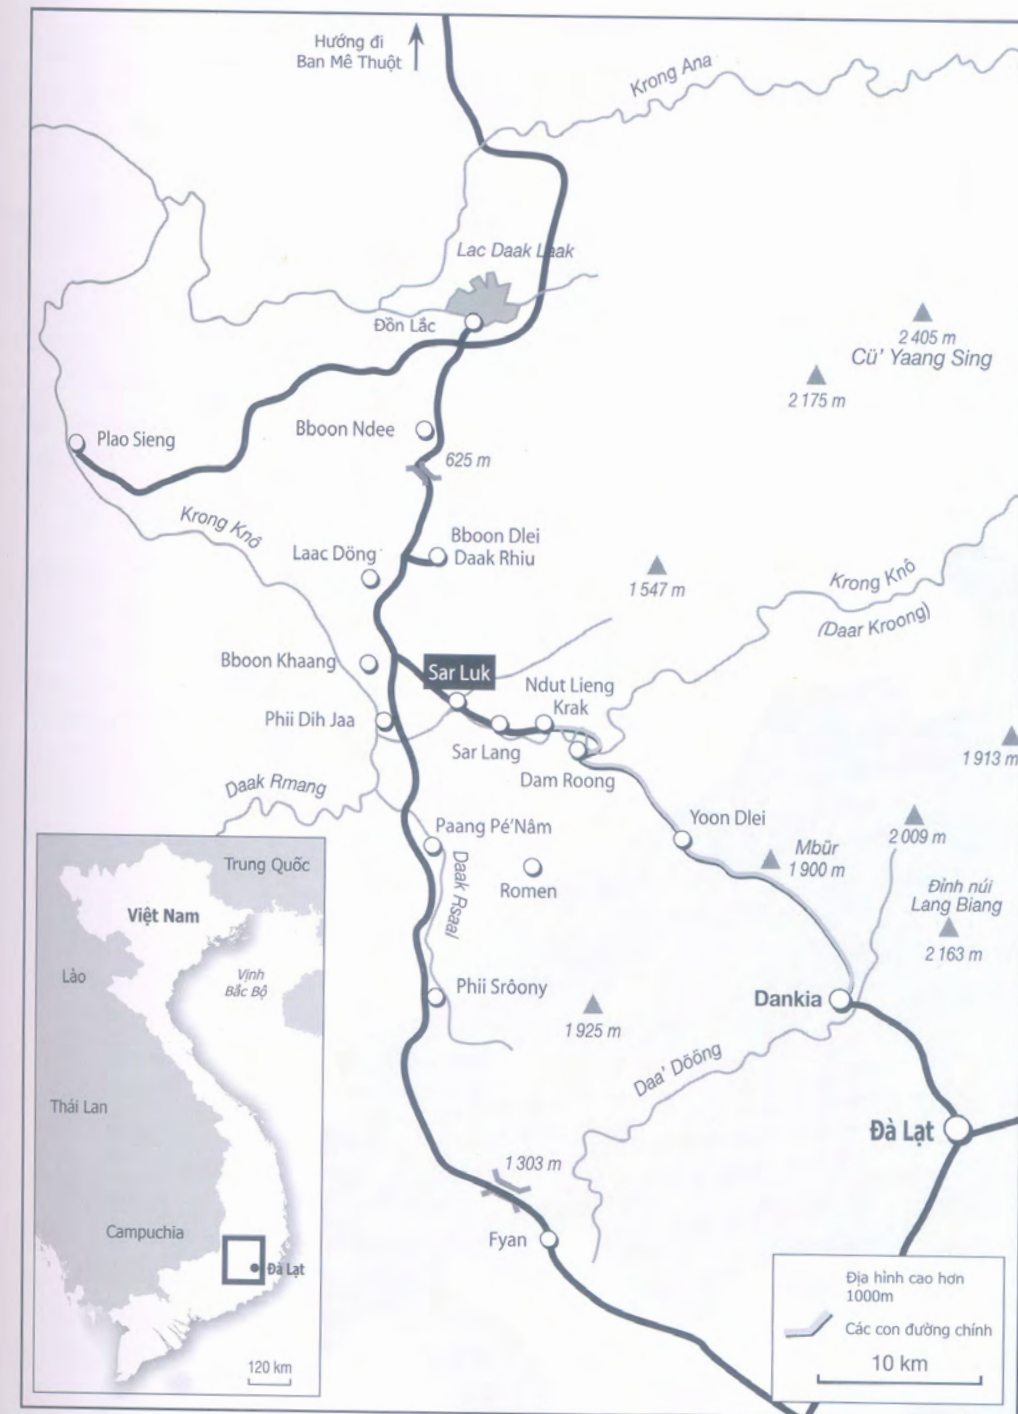 Hướng đi
Ban Mê Thuột
Krong Ana
Lac Daak Laak
Đồn Lắc
2 405 m
Cü' Yaang Sing
2 175 m
Bboon Ndee
Plao Sieng
625 m
Krong Knô
Bboon Dlei
Daak Rhiu
Laac Döng
1 547 m
Krong Knô
(Daar Kroong)
Bboon Khaang
Sar Luk
Ndut Lieng
Krak
Phii Dih Jaa
Sar Lang
Dam Roong
1 913 m
Daak Rmang
Paang Pé'Nâm
Yoon Dlei
2 009 m
Mbür
1 900 m
Daak Rsaal
Romen
Đỉnh núi
Lang Biang
2 163 m
Phii Srôony
1 925 m
Dankia
Daa' Döông
Đà Lạt
1 303 m
Fyan
Trung Quốc
Việt Nam
Lào
Vịnh
Bắc Bộ
Thái Lan
Campuchia
Đà Lạt
120 km
Địa hình cao hơn
1000m
Các con đường chính
10 km